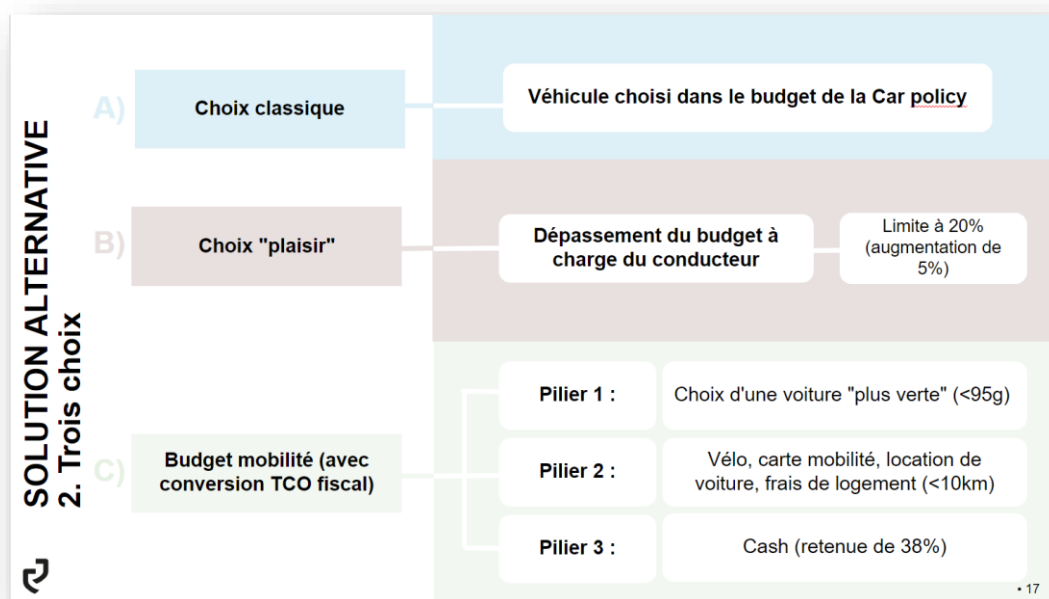 SOLUTION ALTERNATIVE
2. Trois choix
A)
Choix classique
Véhicule choisi dans le budget de la Car policy
B)
Choix "plaisir"
Dépassement du budget à
charge du conducteur
Limite à 20%
(augmentation de
5%)
C)
Budget mobilité (avec
conversion TCO fiscal)
Pilier 1 :
Choix d'une voiture "plus verte" (<95g)
Pilier 2 :
Vélo, carte mobilité, location de
voiture, frais de logement (<10km)
Pilier 3 :
Cash (retenue de 38%)
• 17